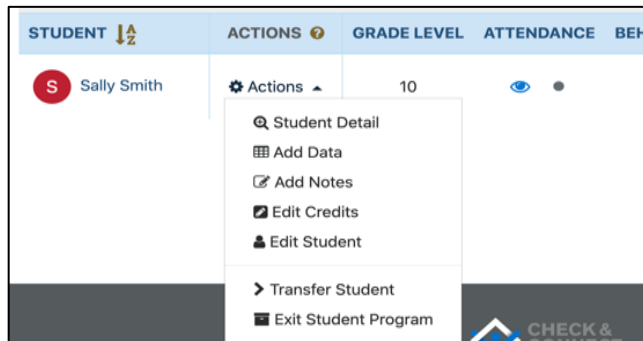 STUDENT ACTIONS GRADE LEVEL ATTENDANCE BEH
S Sally Smith Actions 10
Student Detail
Add Data
Add Notes
Edit Credits
Edit Student
Transfer Student
Exit Student Program
CHECK &